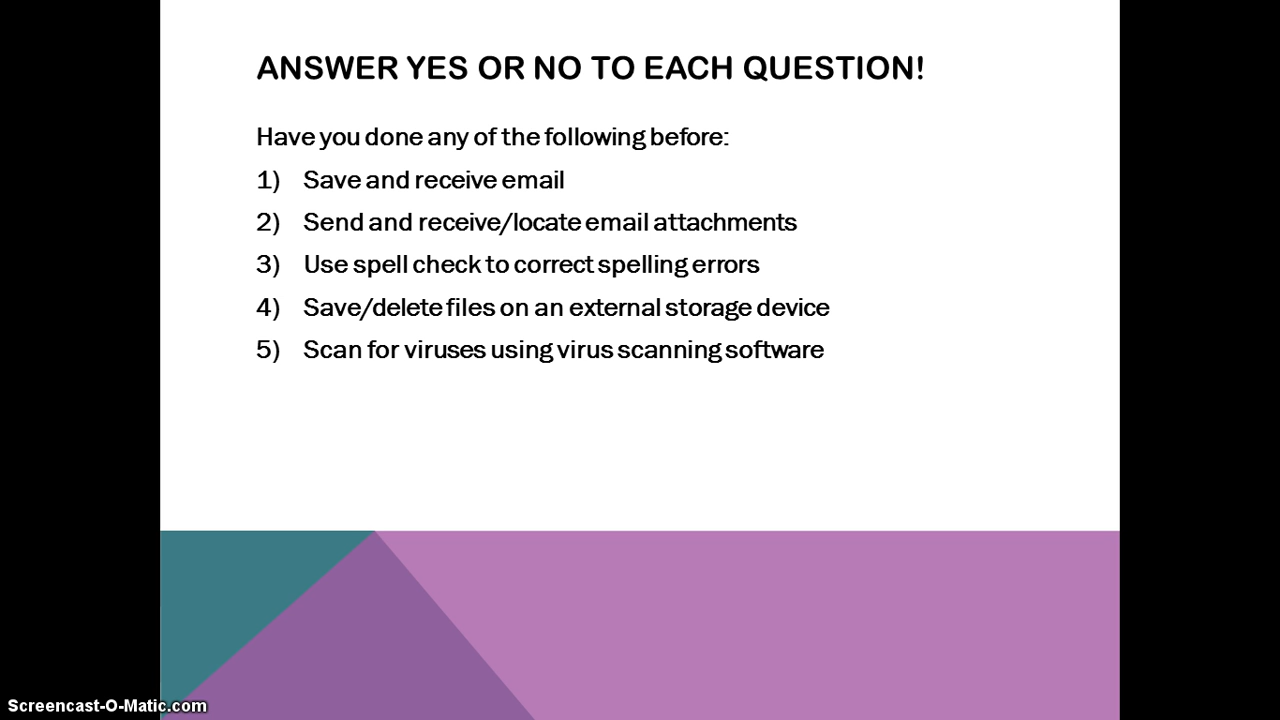 ANSWER YES OR NO TO EACH QUESTION!
Have you done any of the following before:
1) Save and receive email
2) Send and receive/locate email attachments
3) Use spell check to correct spelling errors
4) Save/delete files on an external storage device
5) Scan for viruses using virus scanning software
Screencast-O-Matic.com